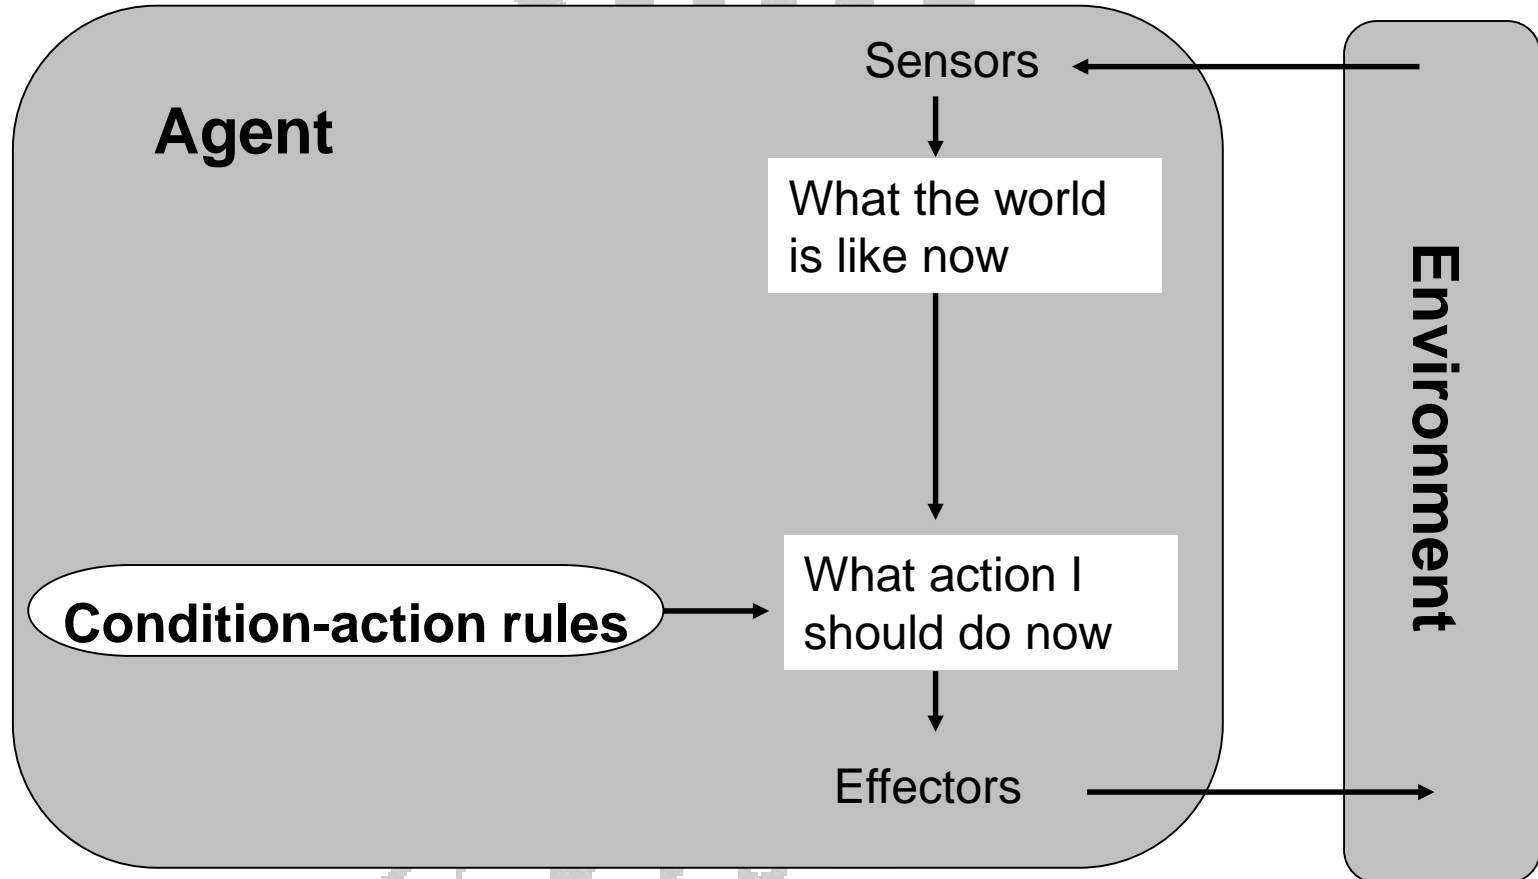 Sensors
Agent
What the world
is like now
Environment
What action I
should do now
Condition-action rules
Effectors